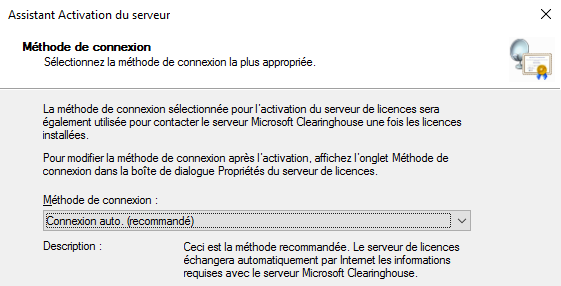 Assistant Activation du serveur
Méthode de connexion
Sélectionnez la méthode de connexion la plus appropriée.
La méthode de connexion sélectionnée pour l'activation du serveur de licences sera
également utilisée pour contacter le serveur Microsoft Clearinghouse une fois les licences
installées.
Pour modifier la méthode de connexion après l'activation, affichez l'onglet Méthode de
connexion dans la boîte de dialogue Propriétés du serveur de licences.
Méthode de connexion :
Connexion auto. (recommandé)
Description :
Ceci est la méthode recommandée. Le serveur de licences
échangera automatiquement par Internet les informations
requises avec le serveur Microsoft Clearinghouse.